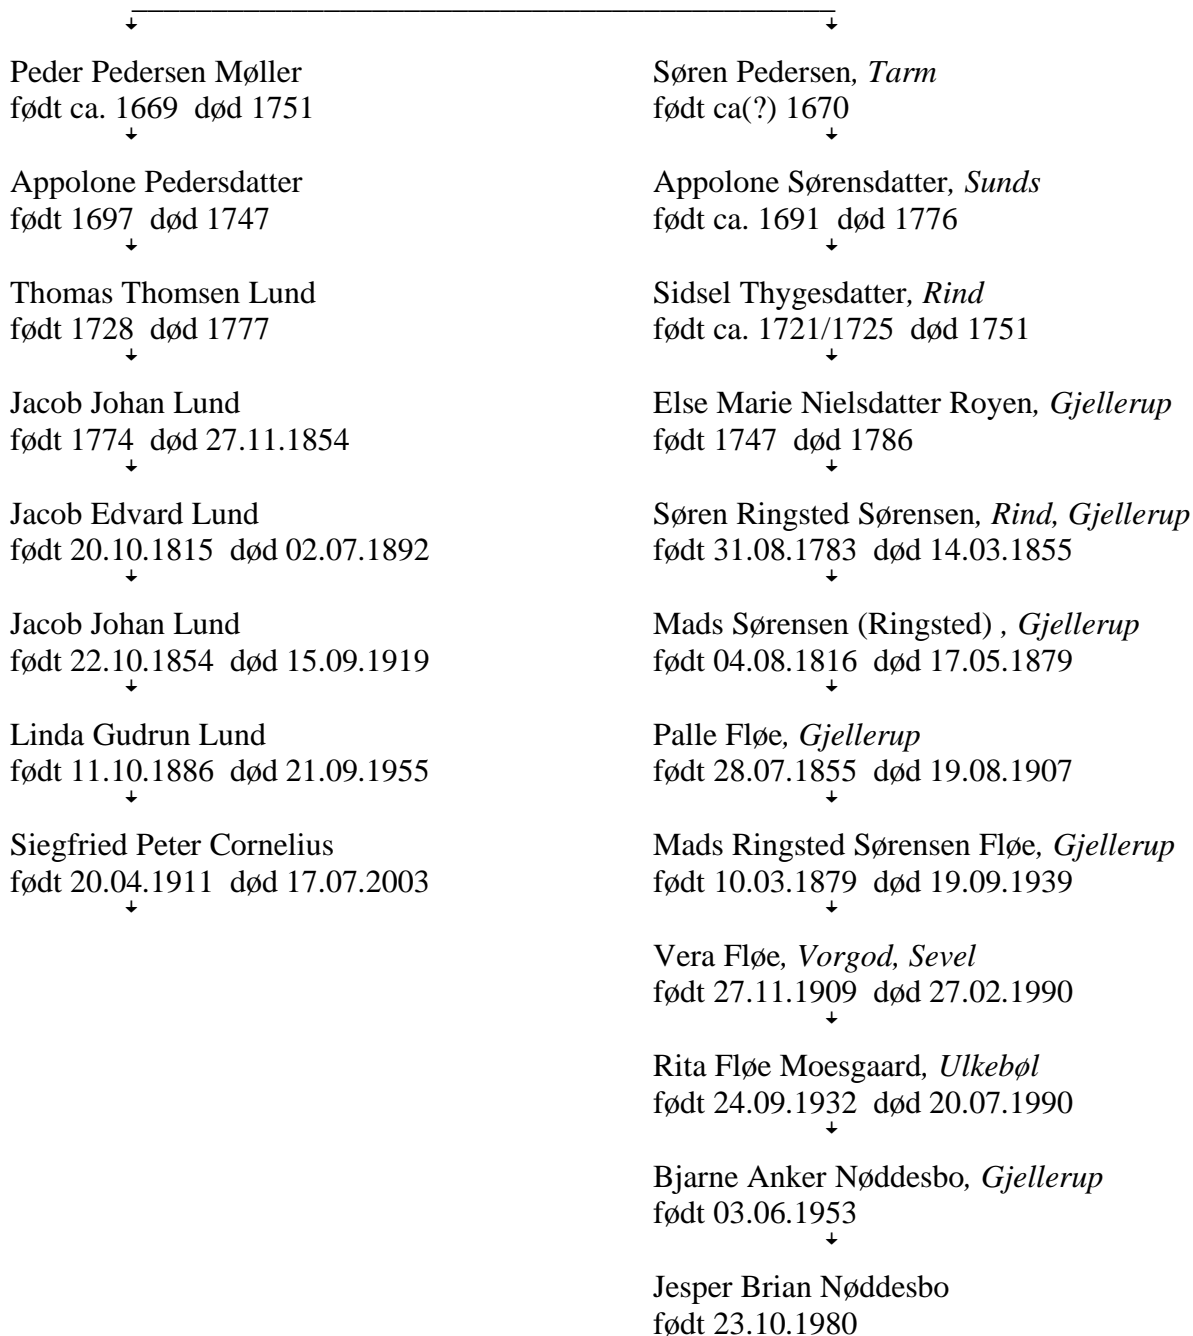 Peder Pedersen Møller
født ca. 1669 død 1751
Appolone Pedersdatter
født 1697 død 1747
Thomas Thomsen Lund
født 1728 død 1777
Jacob Johan Lund
født 1774 død 27.11.1854
Jacob Edvard Lund
født 20.10.1815 død 02.07.1892
Jacob Johan Lund
født 22.10.1854 død 15.09.1919
Linda Gudrun Lund
født 11.10.1886 død 21.09.1955
Siegfried Peter Cornelius
født 20.04.1911 død 17.07.2003
Søren Pedersen, Tarm
født ca(?) 1670
Appolone Sørensdatter, Sunds
født ca. 1691 død 1776
Sidsel Thygesdatter, Rind
født ca. 1721/1725 død 1751
Else Marie Nielsdatter Royen, Gjellerup
født 1747 død 1786
Søren Ringsted Sørensen, Rind, Gjellerup
født 31.08.1783 død 14.03.1855
Mads Sørensen (Ringsted) , Gjellerup
født 04.08.1816 død 17.05.1879
Palle Fløe, Gjellerup
født 28.07.1855 død 19.08.1907
Mads Ringsted Sørensen Fløe, Gjellerup
født 10.03.1879 død 19.09.1939
Vera Fløe, Vorgod, Sevel
født 27.11.1909 død 27.02.1990
Rita Fløe Moesgaard, Ulkebøl
født 24.09.1932 død 20.07.1990
Bjarne Anker Nøddesbo, Gjellerup
født 03.06.1953
Jesper Brian Nøddesbo
født 23.10.1980